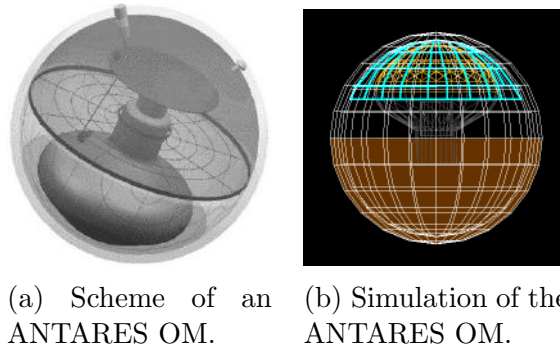 (a) Scheme of an
ANTARES OM.
(b) Simulation of the
ANTARES OM.